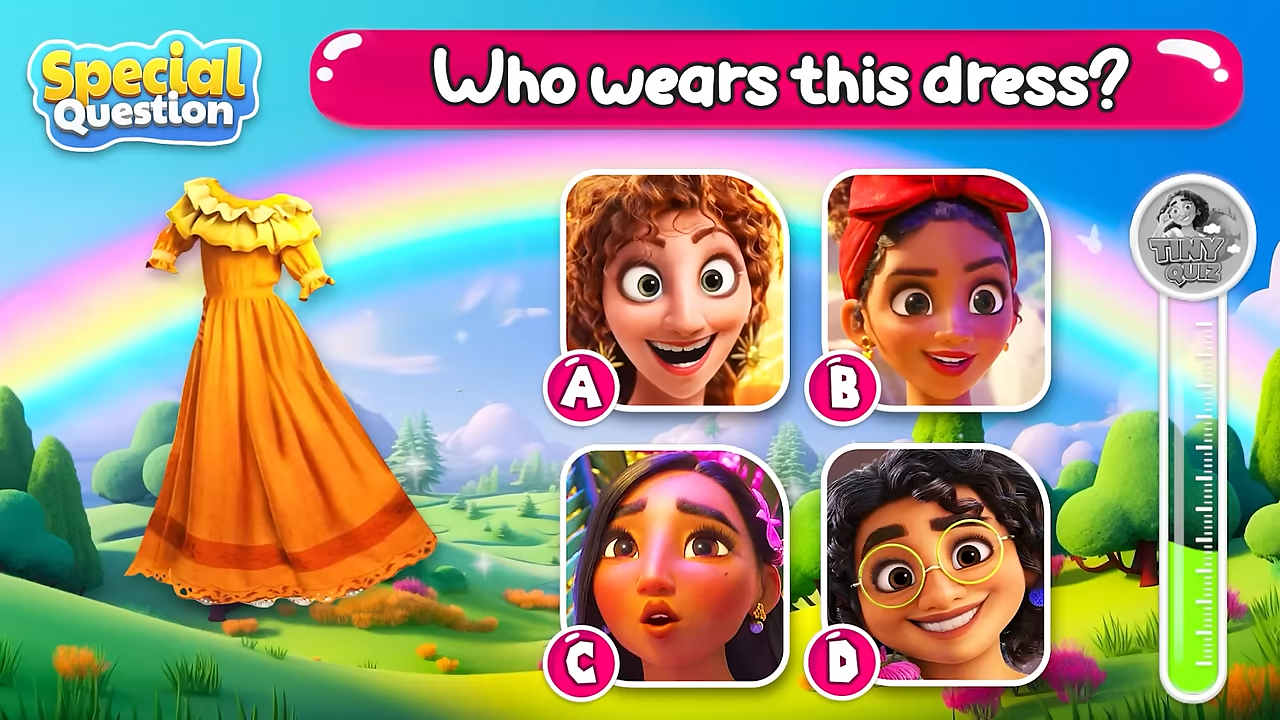 Special
Question
Who wears this dress?
A
B
C
D
TINY
QUIZ